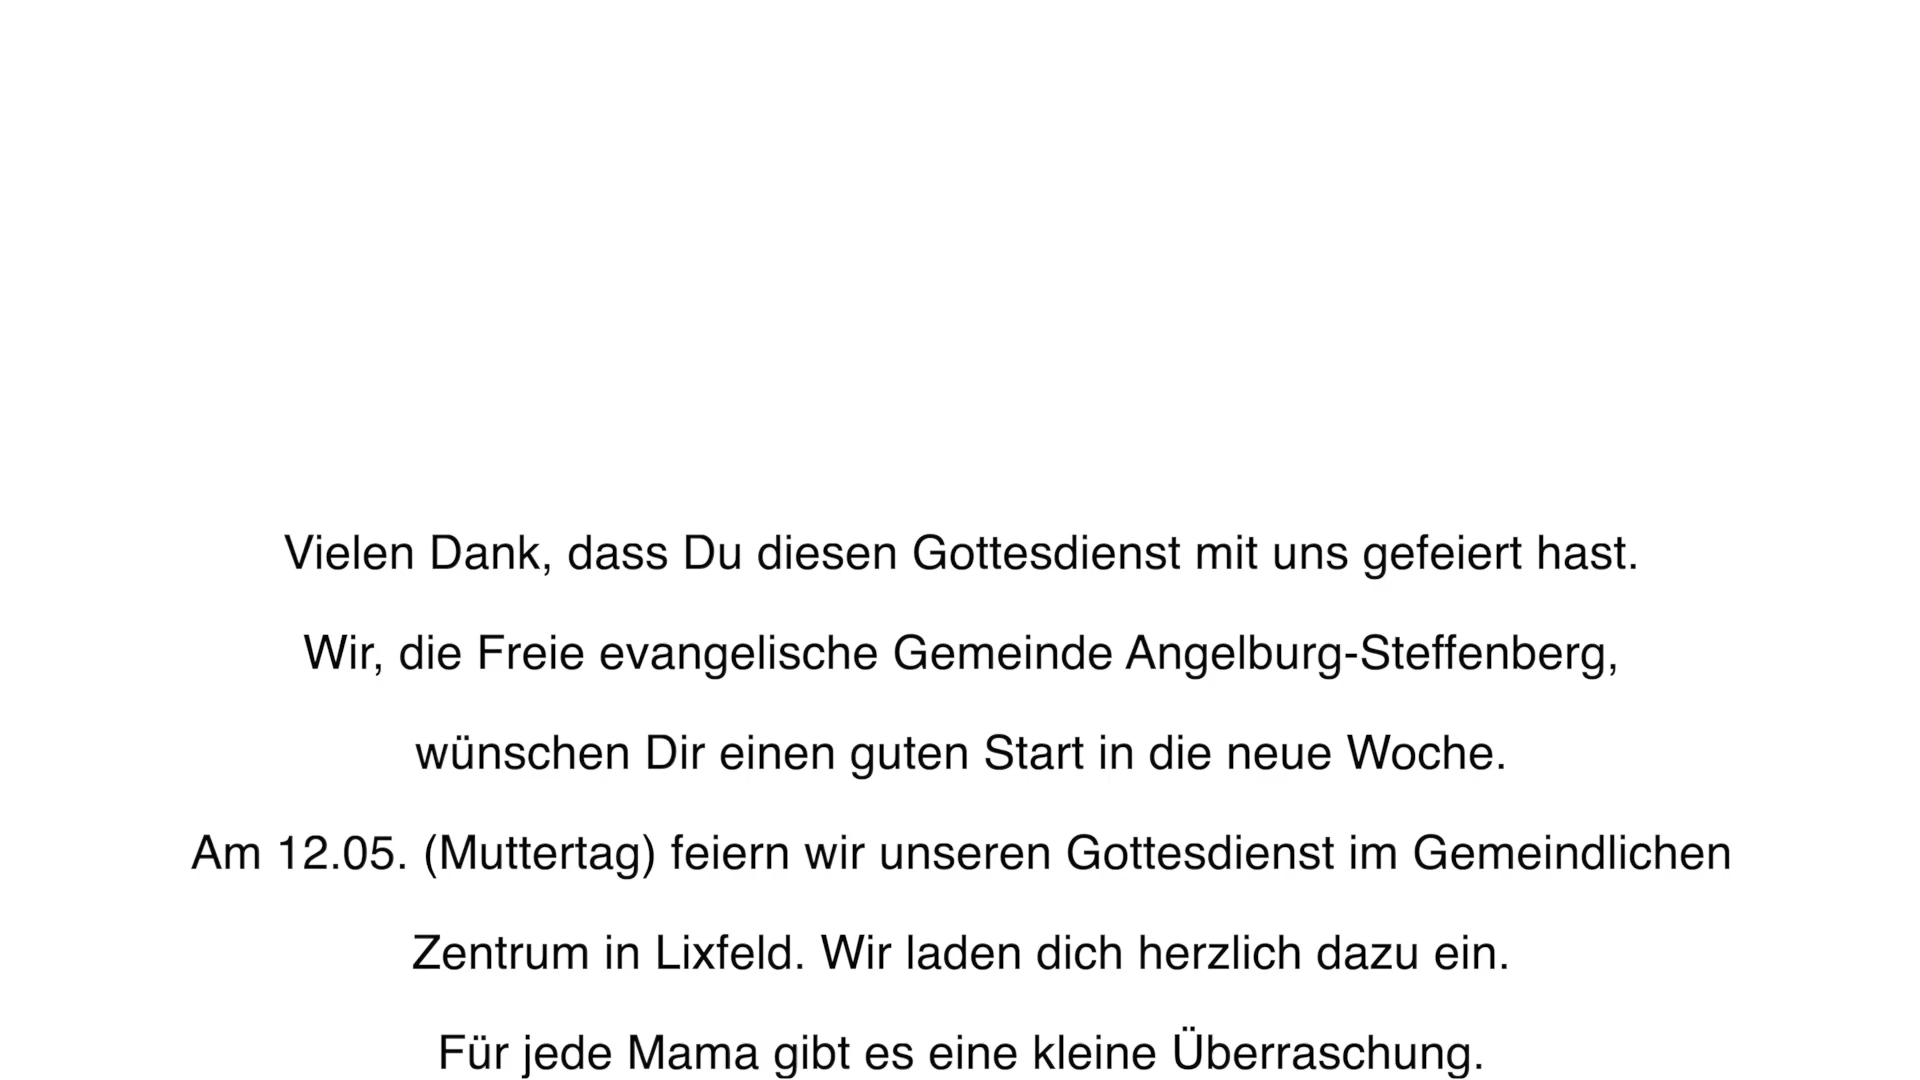 Vielen Dank, dass Du diesen Gottesdienst mit uns gefeiert hast.
Wir, die Freie evangelische Gemeinde Angelburg-Steffenberg,
wünschen Dir einen guten Start in die neue Woche.
Am 12.05. (Muttertag) feiern wir unseren Gottesdienst im Gemeindlichen
Zentrum in Lixfeld. Wir laden dich herzlich dazu ein.
Für jede Mama gibt es eine kleine Überraschung.